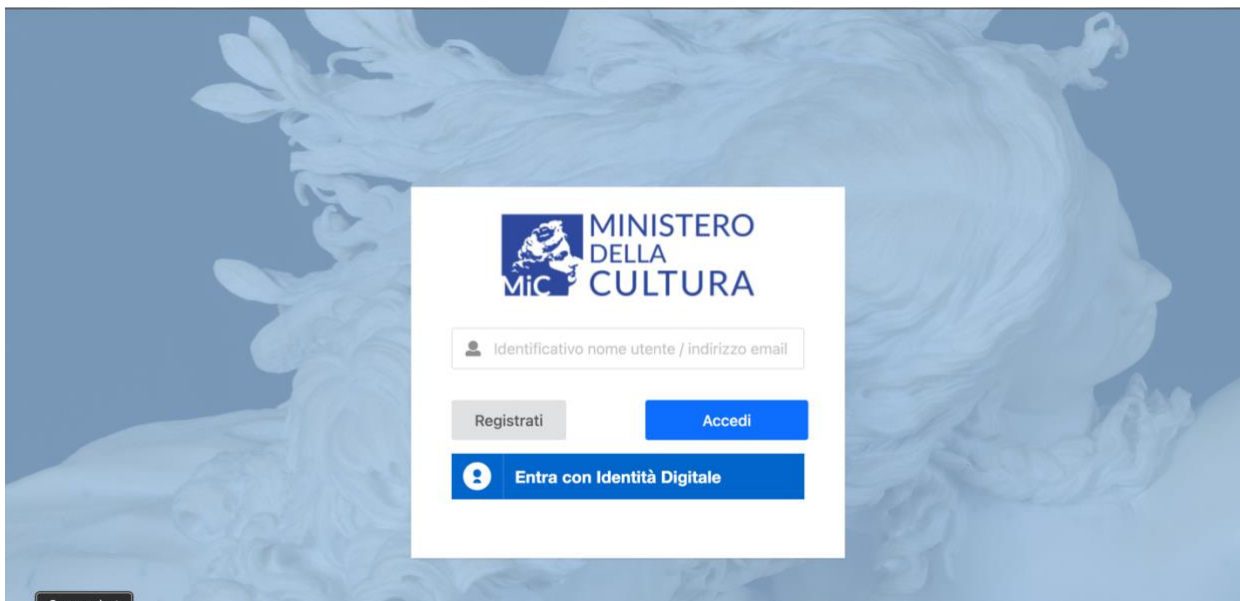 MINISTERO
DELLA
CULTURA
MiC
Identificativo nome utente / indirizzo email
Registrati
Accedi
Entra con Identità Digitale